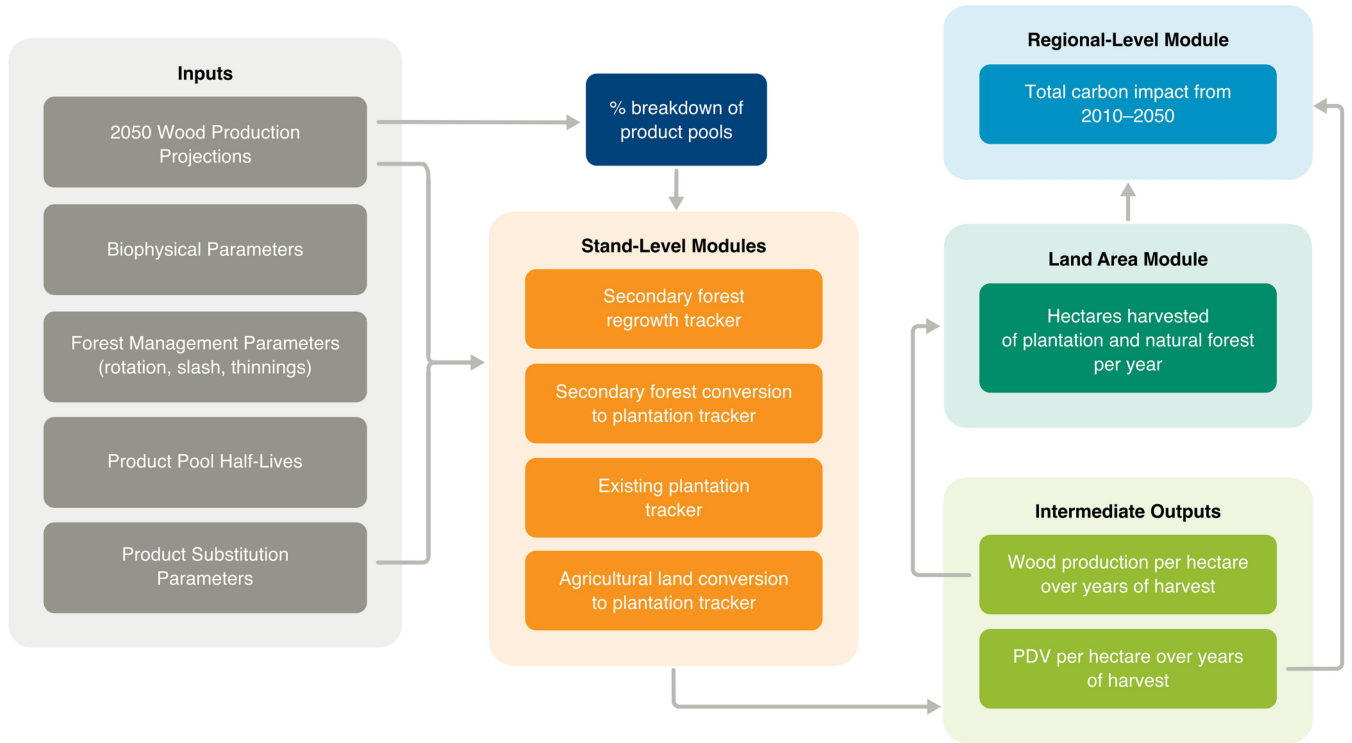 Inputs
2050 Wood Production
Projections
Biophysical Parameters
Forest Management Parameters
(rotation, slash, thinnings)
Product Pool Half-Lives
Product Substitution
Parameters
% breakdown of
product pools
Stand-Level Modules
Secondary forest
regrowth tracker
Secondary forest conversion
to plantation tracker
Existing plantation
tracker
Agricultural land conversion
to plantation tracker
Regional-Level Module
Total carbon impact from
2010–2050
Land Area Module
Hectares harvested
of plantation and natural forest
per year
Intermediate Outputs
Wood production per hectare
over years of harvest
PDV per hectare over years
of harvest